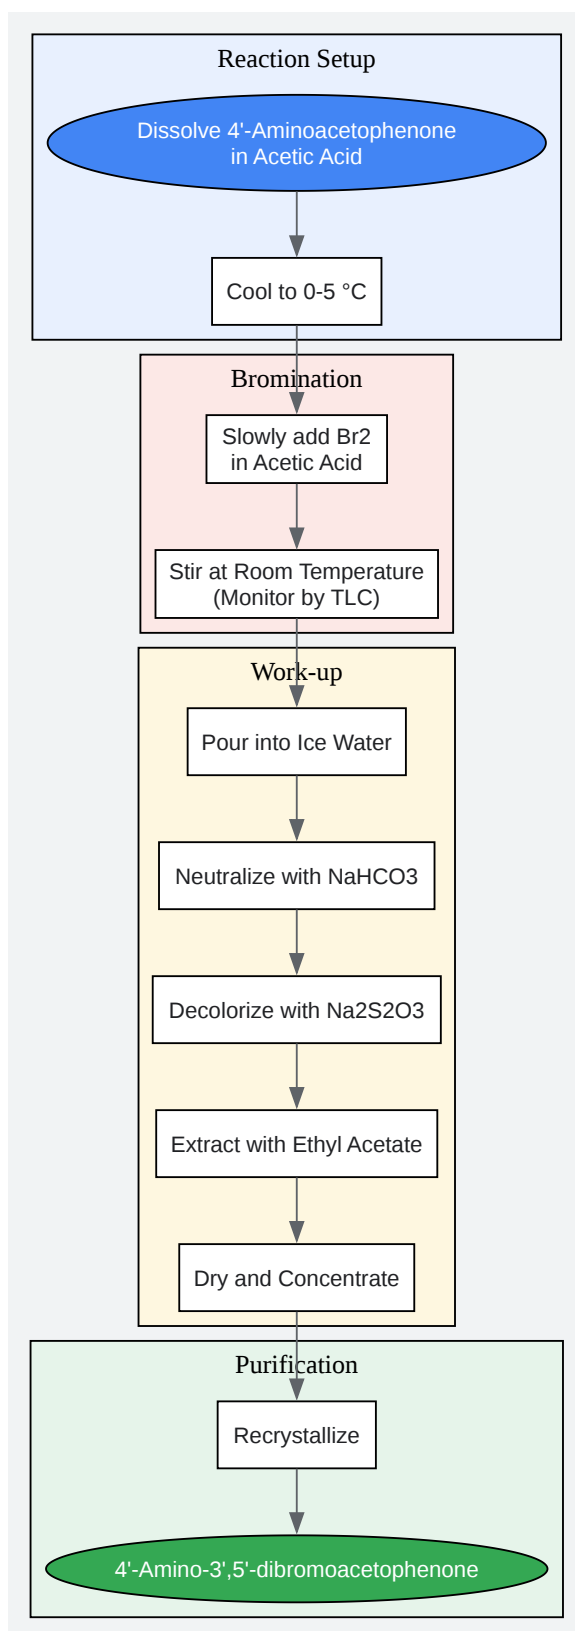 Reaction Setup
Dissolve 4'-Aminoacetophenone
in Acetic Acid
Cool to 0-5 °C
Bromination
Slowly add Br2
in Acetic Acid
Stir at Room Temperature
(Monitor by TLC)
Work-up
Pour into Ice Water
Neutralize with NaHCO3
Decolorize with Na2S2O3
Extract with Ethyl Acetate
Dry and Concentrate
Purification
Recrystallize
4'-Amino-3',5'-dibromoacetophenone